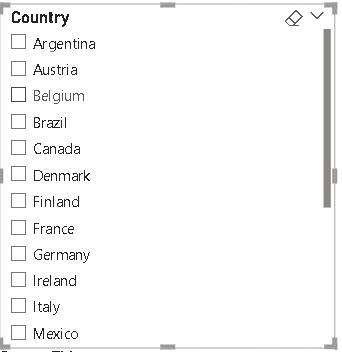 Country
Argentina
Austria
Belgium
Brazil
Canada
Denmark
Finland
France
Germany
Ireland
Italy
Mexico